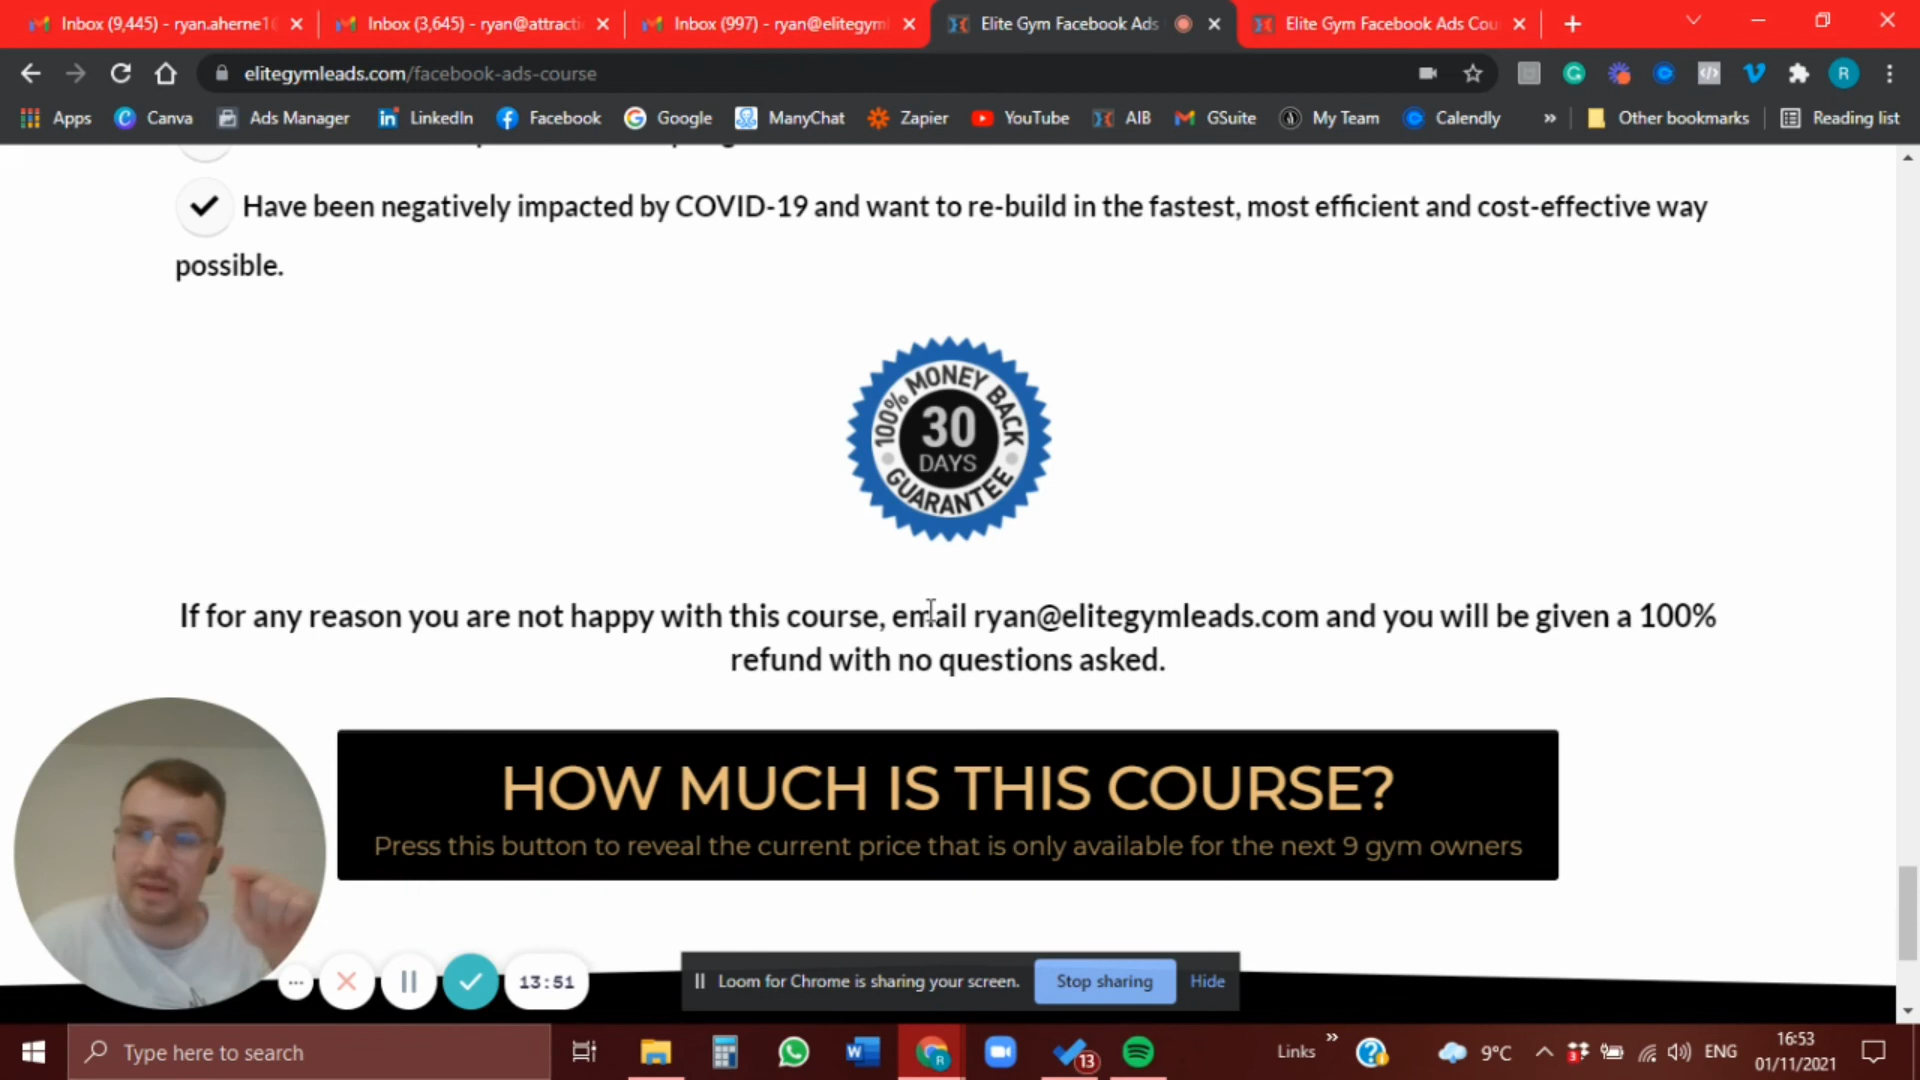 Inbox (9,445) - ryan.aherne1
Inbox (3,645) - ryan@attracti
Inbox (997) - ryan@elitegyml
Elite Gym Facebook Ads
Elite Gym Facebook Ads Cou
elitegymleads.com/facebook-ads-course
Apps
Canva
Ads Manager
LinkedIn
Facebook
Google
ManyChat
Zapier
YouTube
AIB
GSuite
My Team
Calendly
»
Other bookmarks
Reading list
Have been negatively impacted by COVID-19 and want to re-build in the fastest, most efficient and cost-effective way
possible.
100% MONEY BACK
30
DAYS
GUARANTEE
If for any reason you are not happy with this course, email ryan@elitegymleads.com and you will be given a 100%
refund with no questions asked.
HOW MUCH IS THIS COURSE?
Press this button to reveal the current price that is only available for the next 9 gym owners
13:51
Loom for Chrome is sharing your screen.
Stop sharing
Hide
Type here to search
13
Links
9°C
ENG
16:53
01/11/2021